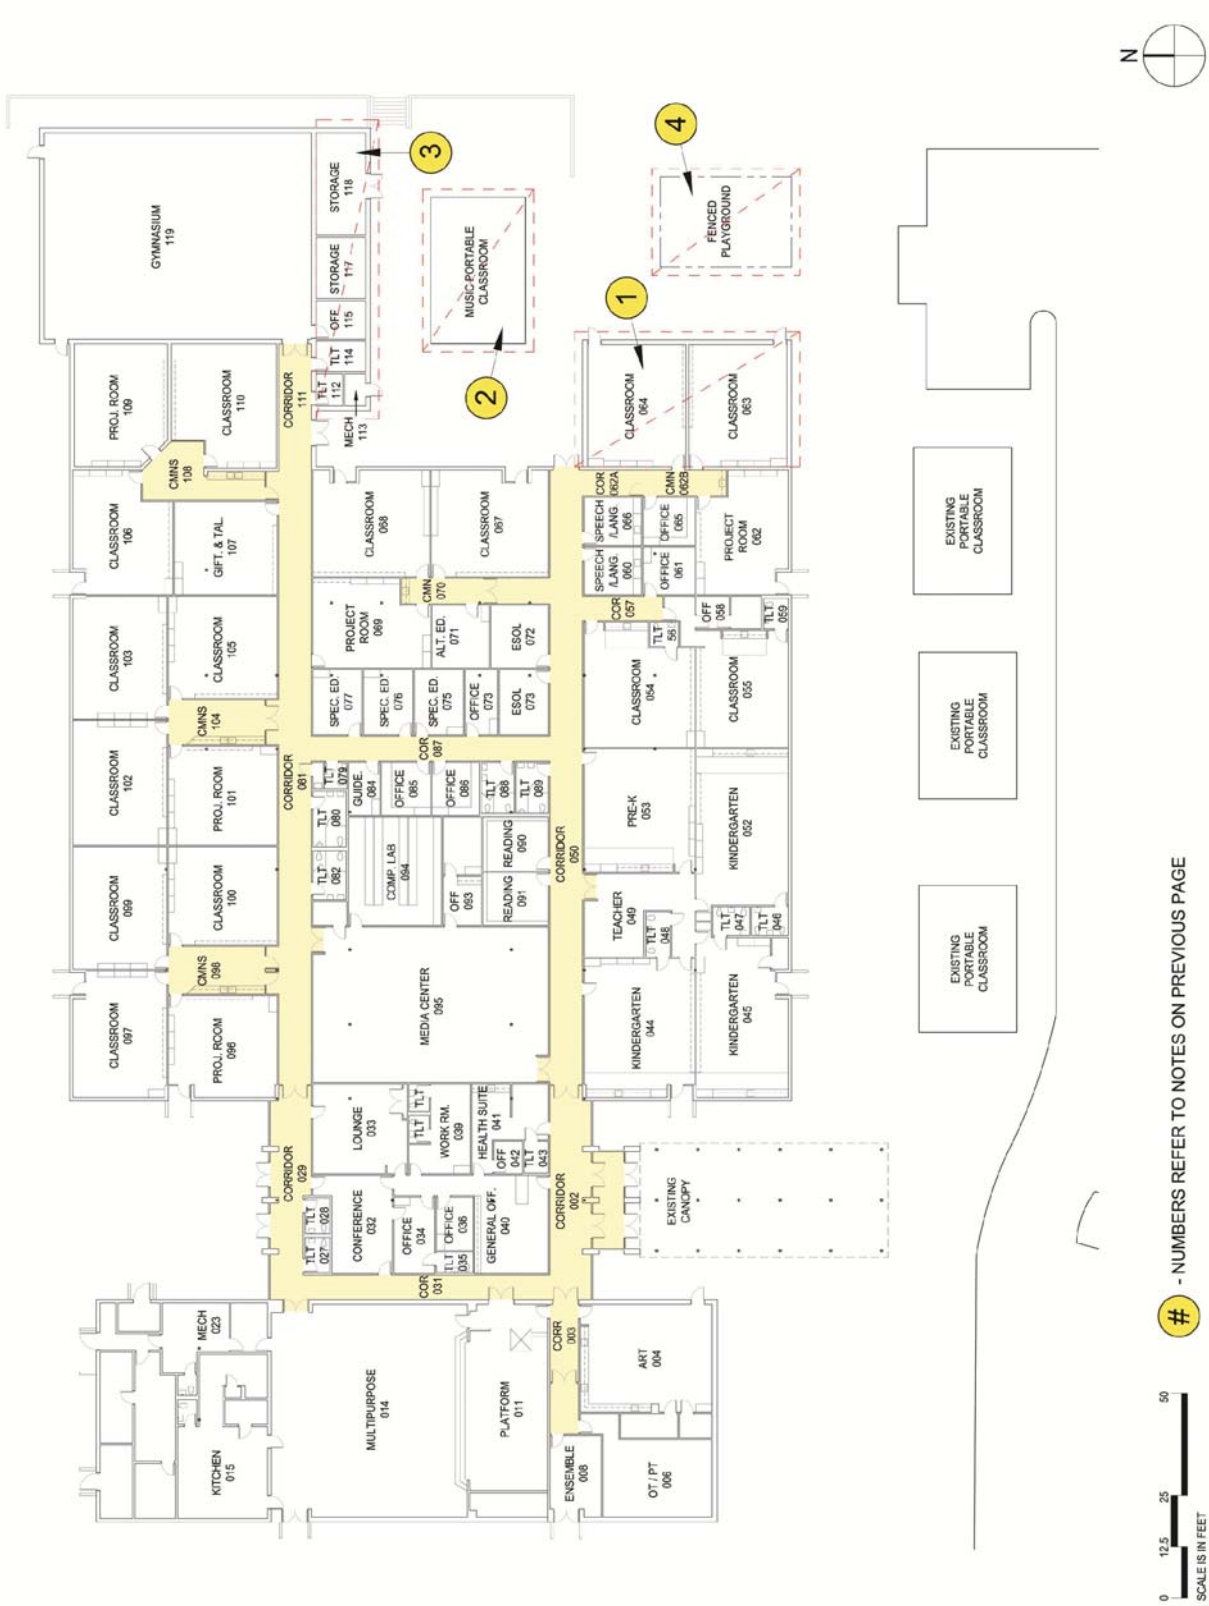 N
GYMNASIUM
119
STORAGE
118
STORAGE
117
OFF
115
TLT
114
TLT
112
MECH
113
3
MUSIC PORTABLE
CLASSROOM
2
4
FENCED
PLAYGROUND
1
CLASSROOM
064
CLASSROOM
063
PROJ. ROOM
109
CLASSROOM
110
CORRIDOR
111
CMNS
108
CLASSROOM
106
GIFT. & TAL.
107
CLASSROOM
068
CLASSROOM
067
COR
062A
CMN
062B
SPEECH
/LANG.
066
OFFICE
065
SPEECH
/LANG.
060
OFFICE
061
PROJECT
ROOM
062
EXISTING
PORTABLE
CLASSROOM
CLASSROOM
103
CLASSROOM
105
PROJECT
ROOM
069
CMN
070
ALT. ED.
071
ESOL
072
COR
057
OFF
058
TLT
059
TLT
56
CLASSROOM
054
CLASSROOM
055
CMNS
104
SPEC. ED.
077
SPEC. ED.
076
SPEC. ED.
075
OFFICE
073
ESOL
073
COR
087
EXISTING
PORTABLE
CLASSROOM
CLASSROOM
102
PROJ. ROOM
101
CORRIDOR
081
TLT
079
TLT
080
GUIDE.
084
OFFICE
085
OFFICE
086
TLT
088
TLT
089
PRE-K
053
KINDERGARTEN
052
CLASSROOM
099
CLASSROOM
100
TLT
082
COMP. LAB
094
OFF
093
READING
090
READING
091
CORRIDOR
050
TEACHER
049
TLT
048
TLT
047
TLT
046
EXISTING
PORTABLE
CLASSROOM
CMNS
098
CLASSROOM
097
PROJ. ROOM
096
MEDIA CENTER
095
KINDERGARTEN
044
KINDERGARTEN
045
CORRIDOR
029
LOUNGE
033
TLT
TLT
WORK RM.
039
HEALTH SUITE
041
OFF
042
TLT
043
TLT
028
TLT
027
CONFERENCE
032
OFFICE
034
OFFICE
036
TLT
035
GENERAL OFF.
040
CORRIDOR
002
EXISTING
CANOPY
COR
031
MECH
023
KITCHEN
015
MULTIPURPOSE
014
PLATFORM
011
CORR
003
ART
004
ENSEMBLE
008
OT / PT
006
# - NUMBERS REFER TO NOTES ON PREVIOUS PAGE
0 12.5 25 50
SCALE IS IN FEET